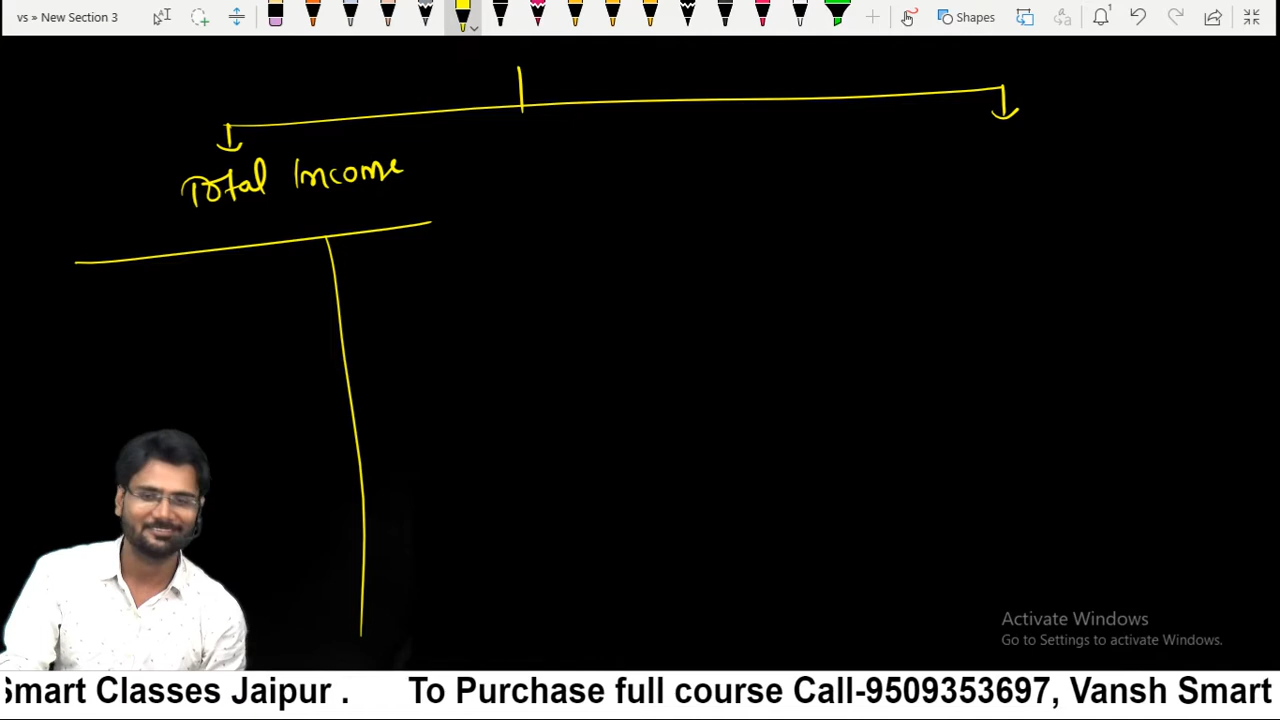 vs » New Section 3
Shapes
1
Total Income
Activate Windows
Go to Settings to activate Windows.
Smart Classes Jaipur . To Purchase full course Call-9509353697, Vansh Smart